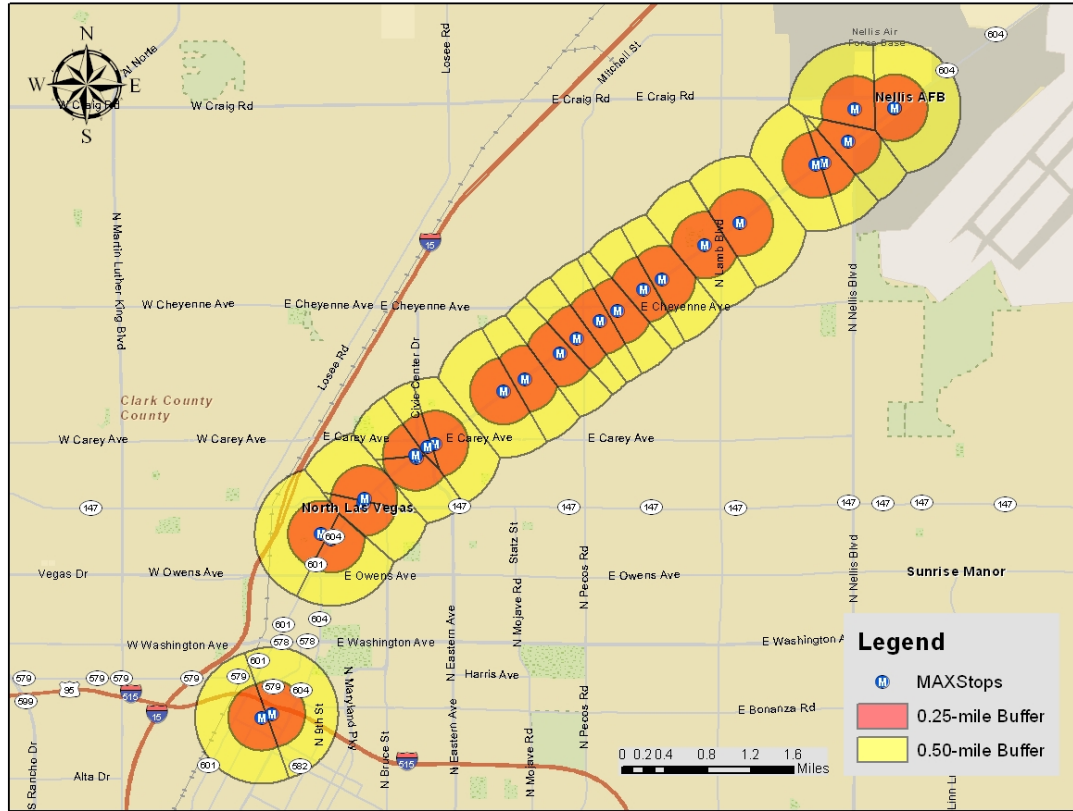 Nellis Air
Force Base
604
N
Al Norte
Losee Rd
Mitchell St
604
W
E
W Craig Rd
W Craig Rd
E Craig Rd
E Craig Rd
Nellis AFB
S
M
M
M
M
M
N Martin Luther King Blvd
15
M
M
N Lamb Blvd
N Nellis Blvd
M
M
W Cheyenne Ave
E Cheyenne Ave
E Cheyenne Ave
E Cheyenne Ave
M
M
M
M
Losee Rd
Civic Center Dr
M
M
Clark County
County
W Carey Ave
W Carey Ave
E Carey Ave
E Carey Ave
E Carey Ave
M
M
M
M
147
North Las Vegas
147
147
147
147
147
147
147
147
M
604
Statz St
601
Vegas Dr
W Owens Ave
E Owens Ave
E Owens Ave
N Pecos Rd
N Nellis Blvd
Sunrise Manor
604
601
578
578
N Mojave Rd
N Eastern Ave
W Washington Ave
E Washington Ave
E Washington A
601
579
579
579
579
579
604
Harris Ave
N Maryland Pky
95
515
599
15
M
M
N 9th St
N Bruce St
N Eastern Ave
N Mojave Rd
N Pecos Rd
E Bonanza Rd
515
601
582
S Rancho Dr
Alta Dr
Linn L
0 0.2 0.4 0.8 1.2 1.6
Miles
Legend
M MAXStops
0.25-mile Buffer
0.50-mile Buffer